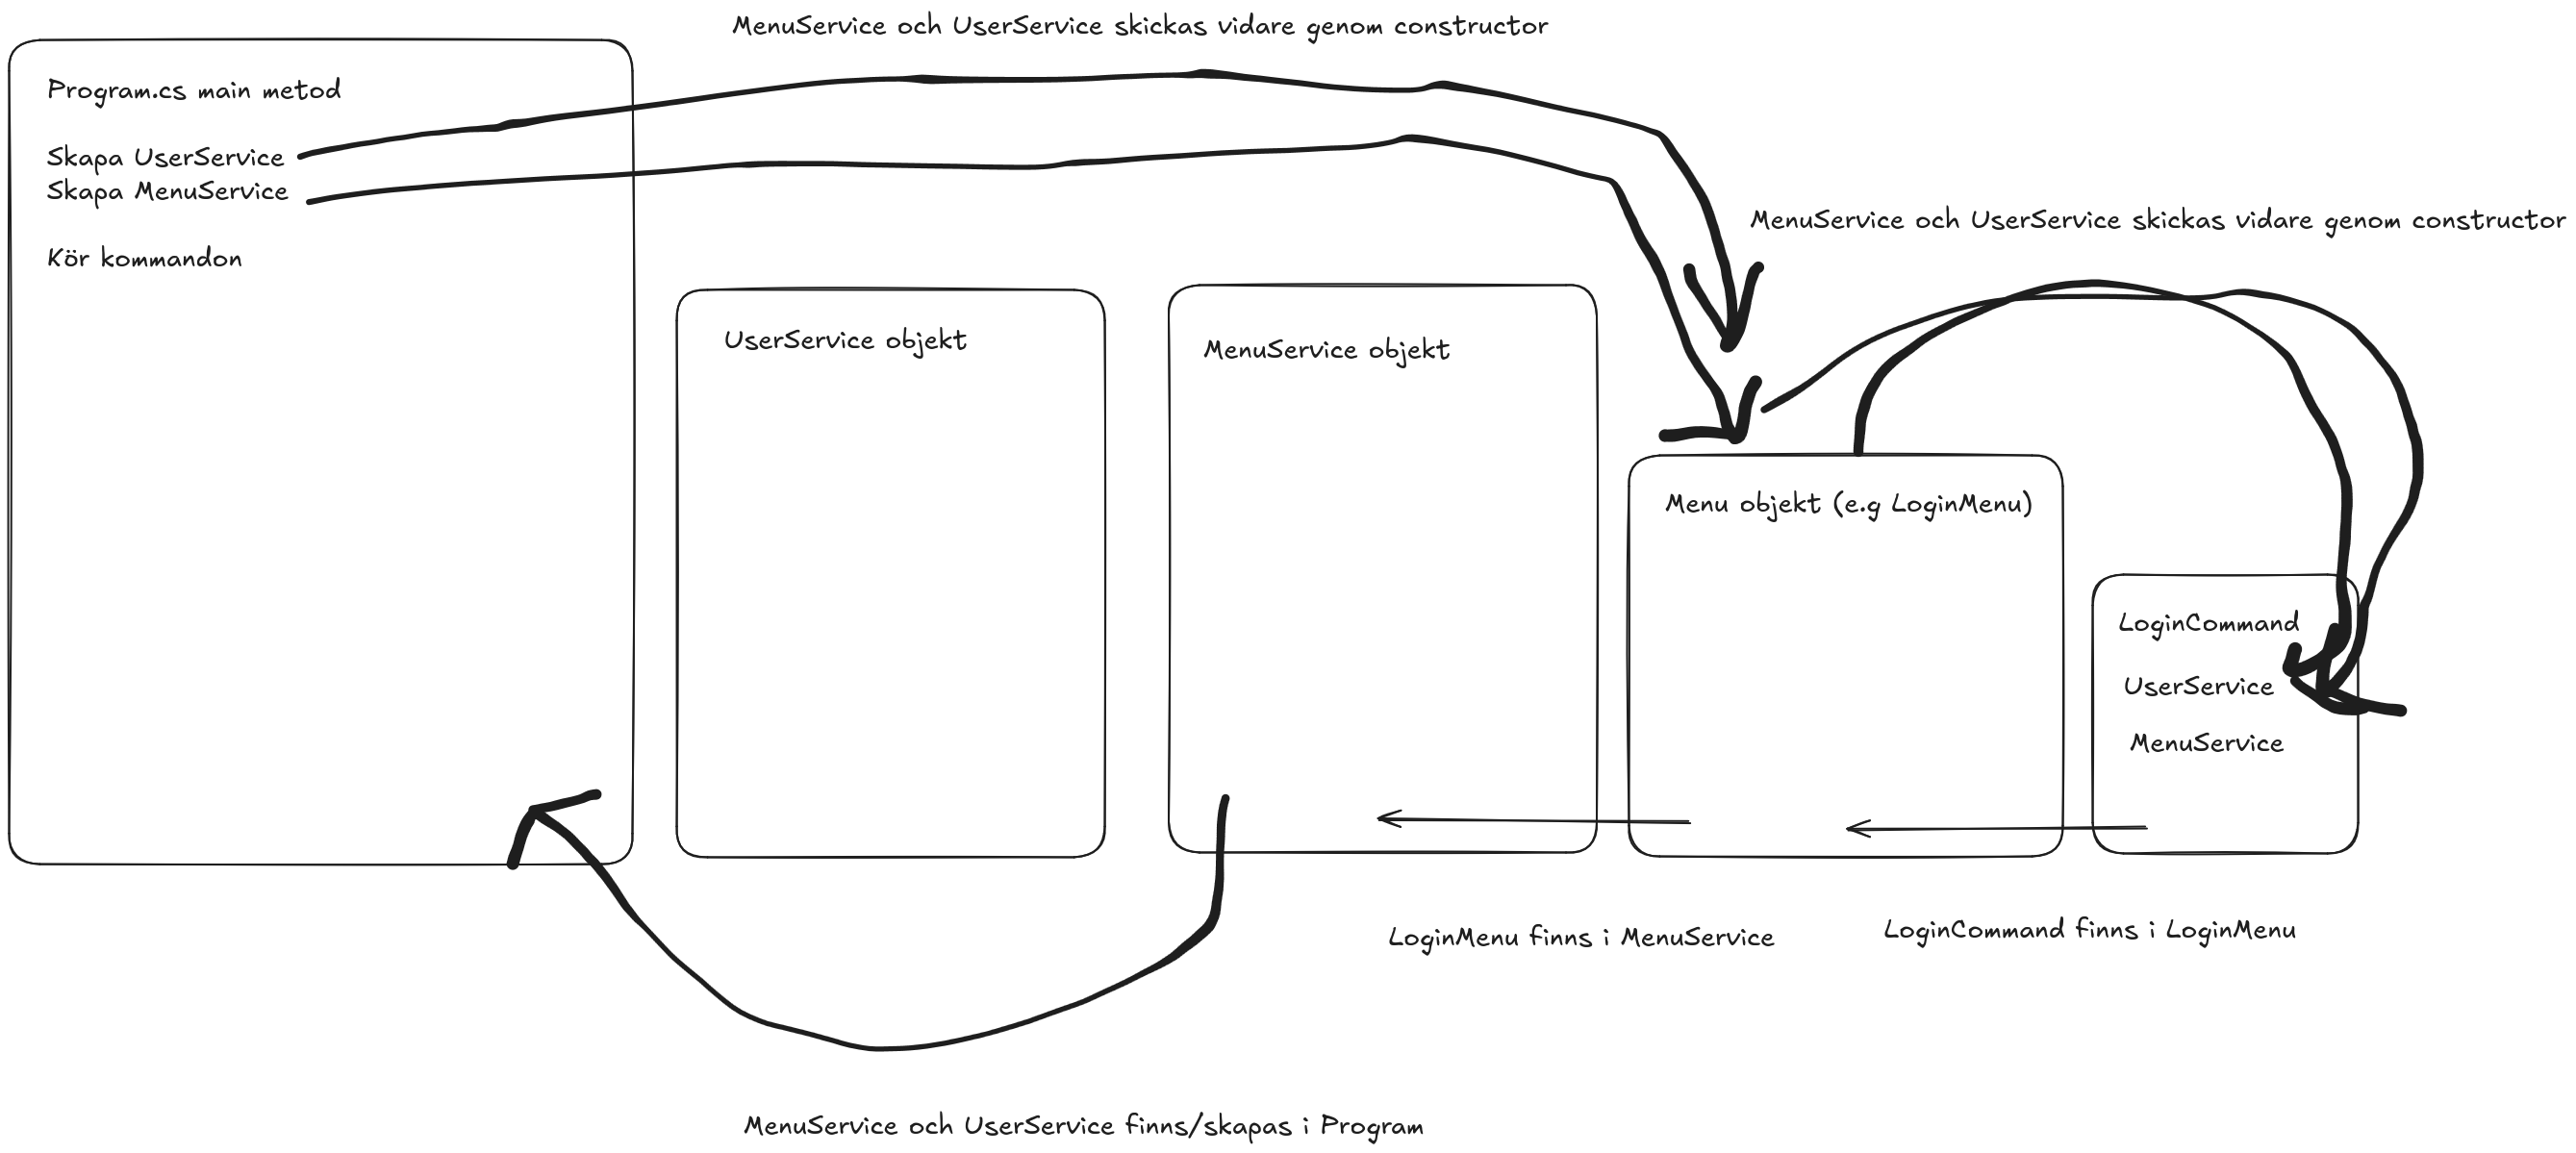 MenuService och UserService skickas vidare genom constructor
Program.cs main metod
Skapa UserService
Skapa MenuService
Kör kommandon
MenuService och UserService skickas vidare genom constructor
UserService objekt
MenuService objekt
Menu objekt (e.g LoginMenu)
LoginCommand
UserService
MenuService
LoginMenu finns i MenuService
LoginCommand finns i LoginMenu
MenuService och UserService finns/skapas i Program